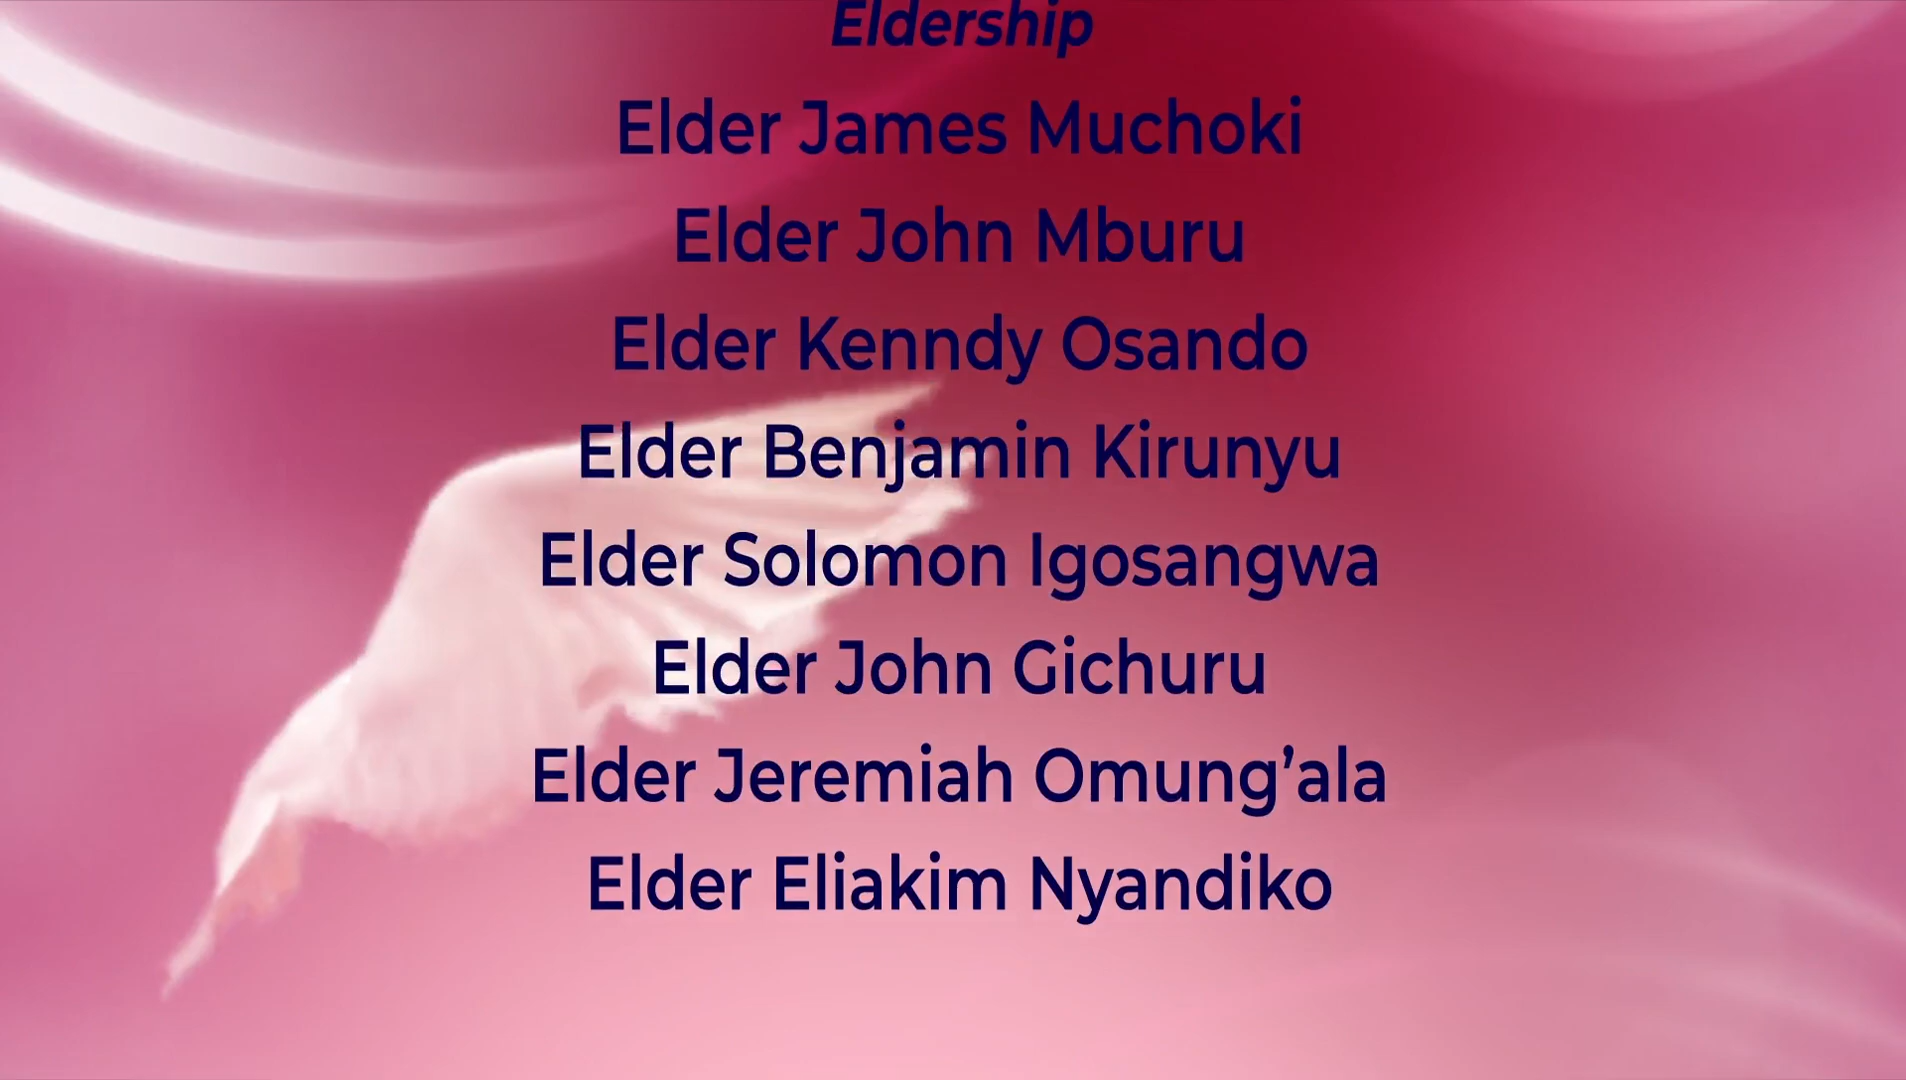 Eldership
Elder James Muchoki
Elder John Mburu
Elder Kenndy Osando
Elder Benjamin Kirunyu
Elder Solomon Igosangwa
Elder John Gichuru
Elder Jeremiah Omung’ala
Elder Eliakim Nyandiko